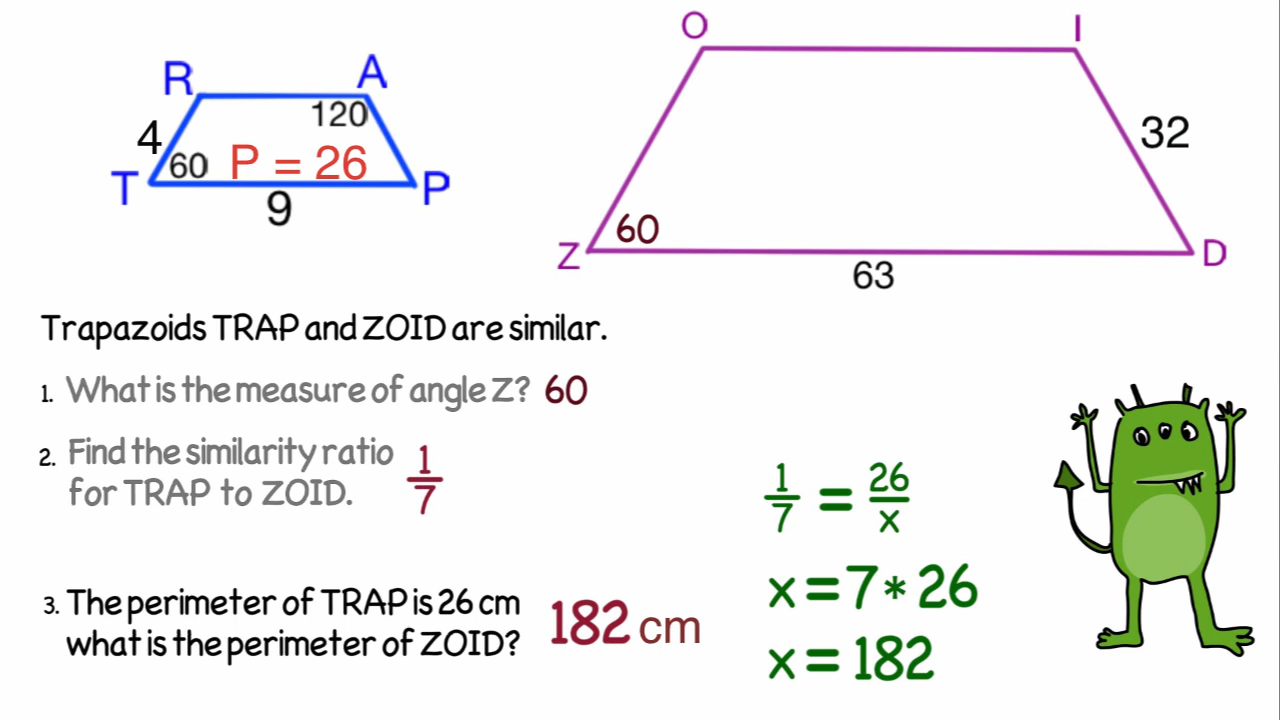 O I
R A
120
4
32
60 P = 26
T P
9
60
Z D
63
Trapazoids TRAP and ZOID are similar.
1. What is the measure of angle Z? 60
2. Find the similarity ratio
for TRAP to ZOID.
1/7
1/7 = 26/x
x = 7 * 26
3. The perimeter of TRAP is 26 cm
what is the perimeter of ZOID?
182 cm
x = 182